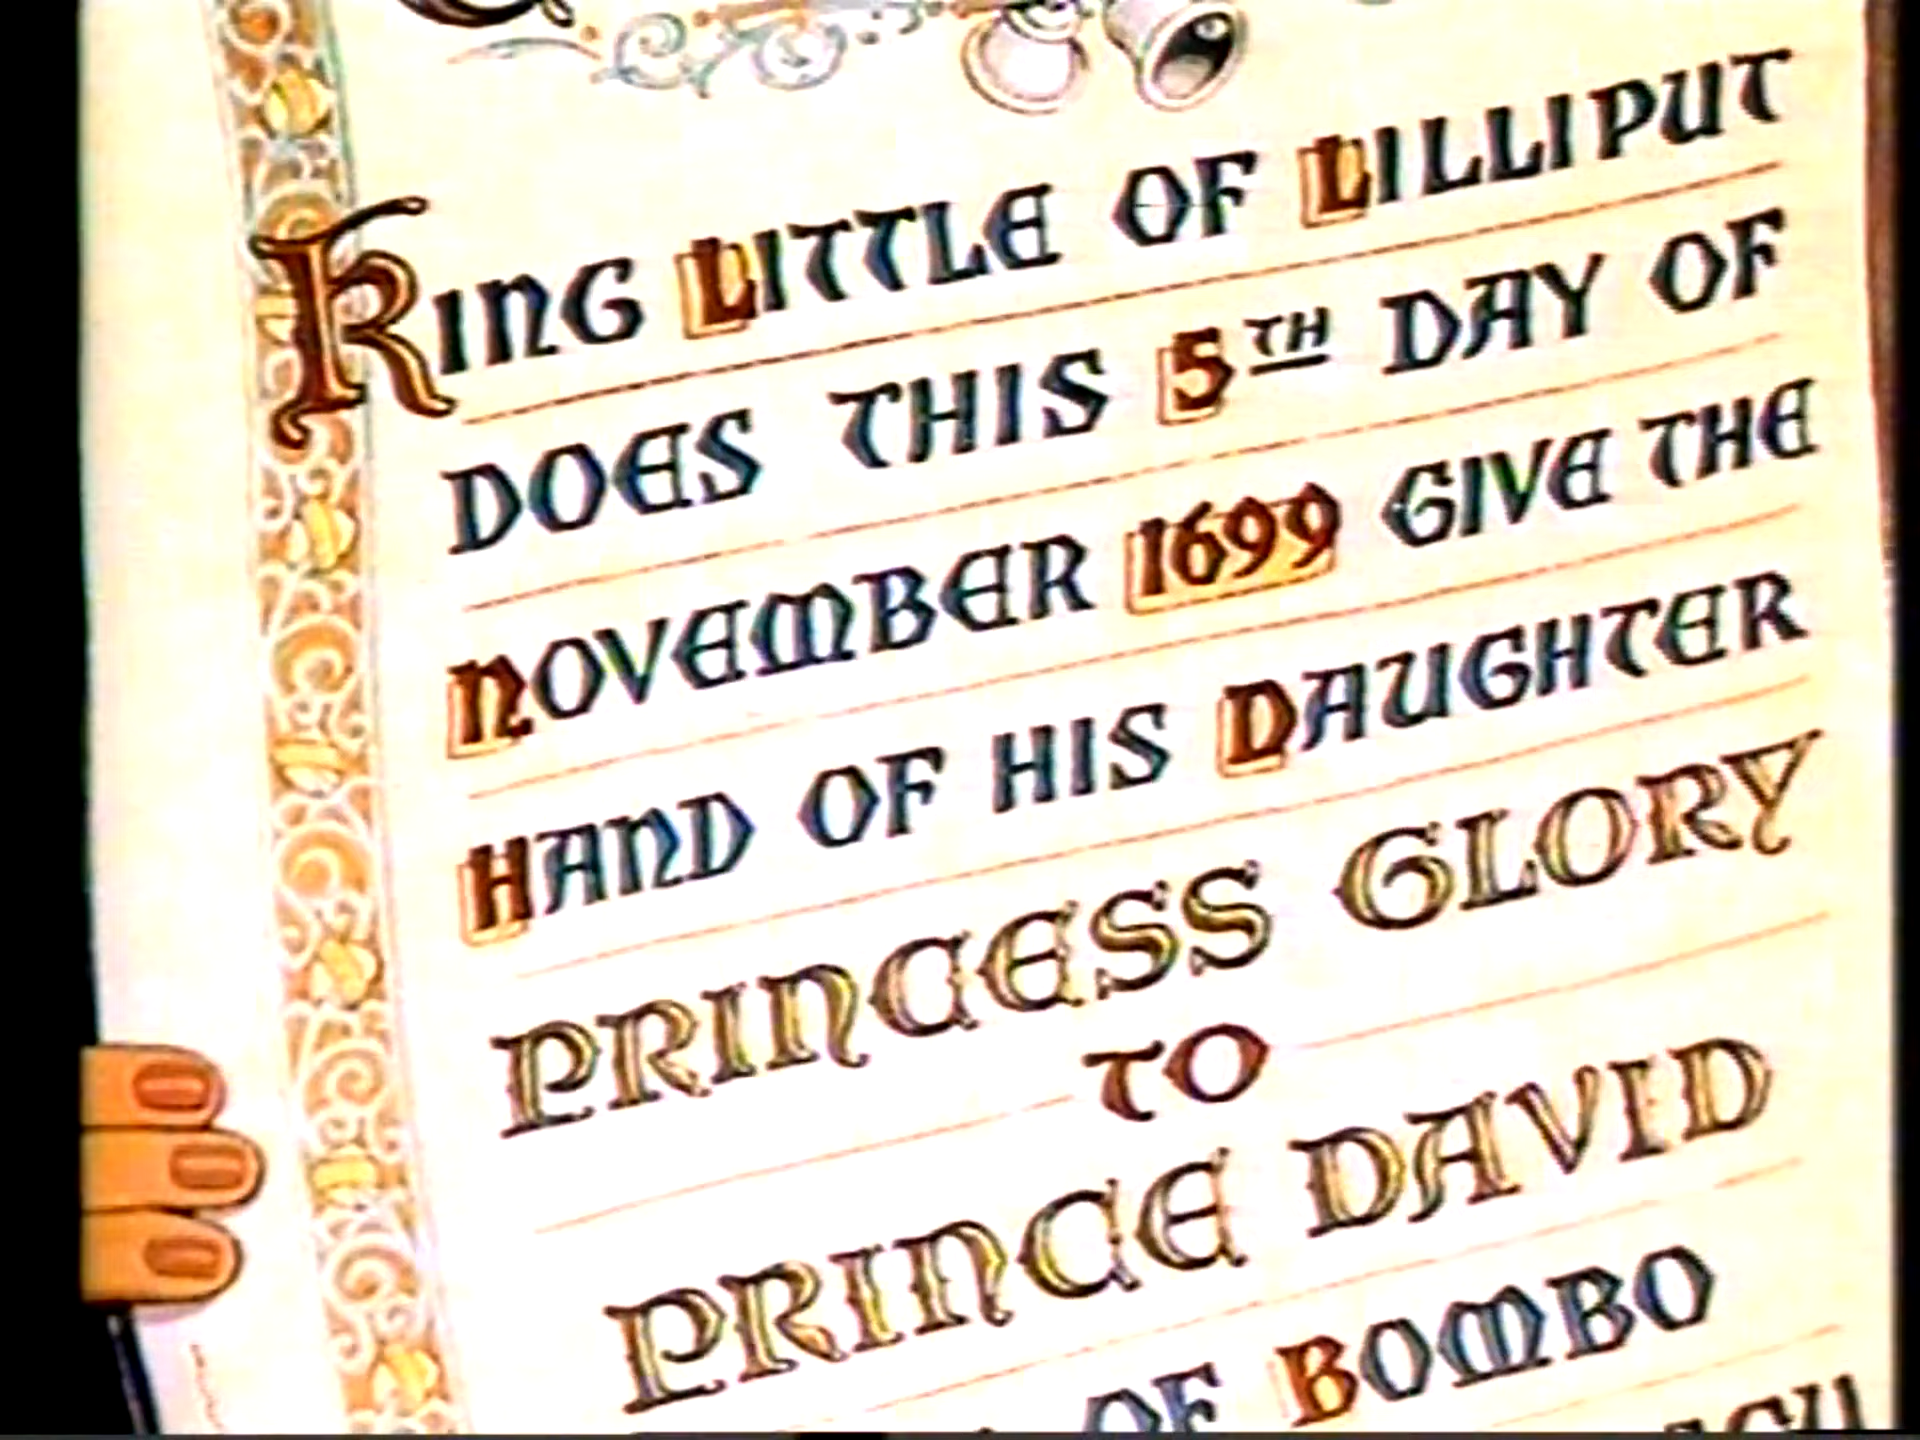 KING LITTLE OF LILLIPUT
DOES THIS 5TH DAY OF
NOVEMBER 1699 GIVE THE
HAND OF HIS DAUGHTER
PRINCESS GLORY
TO
PRINCE DAVID
OF BOMBO